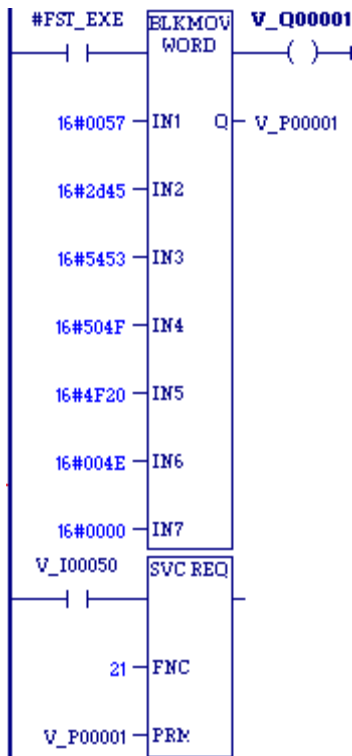 #FST_EXE BLKMOV V_Q00001
WORD
16#0057 IN1 Q V_P00001
16#2d45 IN2
16#5453 IN3
16#504F IN4
16#4F20 IN5
16#004E IN6
16#0000 IN7
V_I00050 SVC REQ
21 FNC
V_P00001 PRM